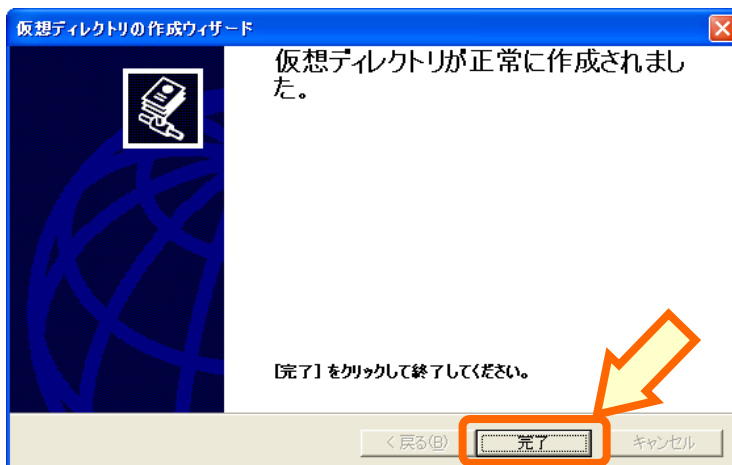 仮想ディレクトリの作成ウィザード
仮想ディレクトリが正常に作成されまし
た。
[完了] をクリックして終了してください。
< 戻る(B)
完了
キャンセル